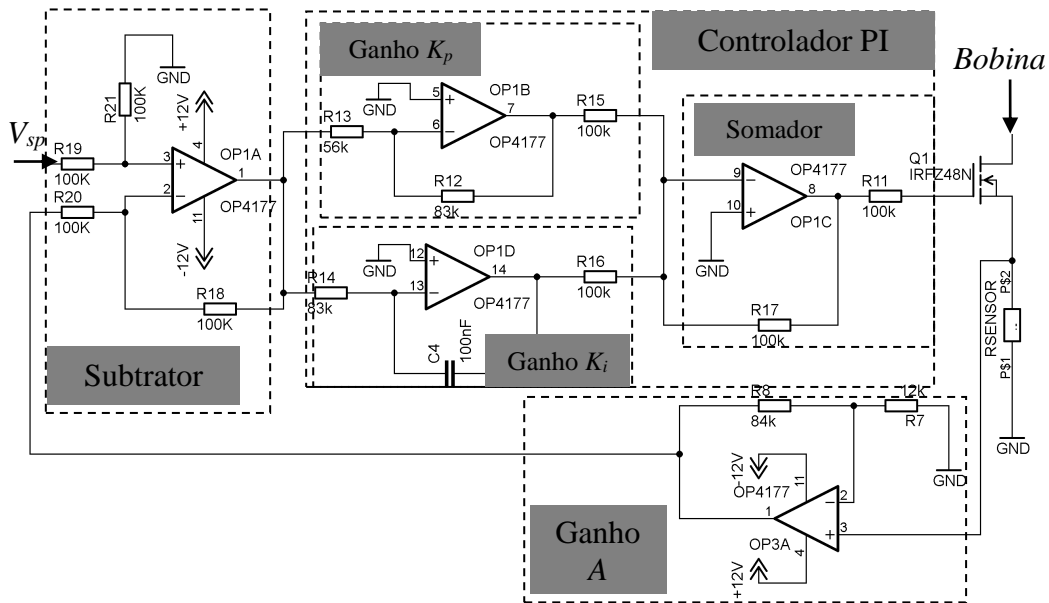 Ganho Kp
Controlador PI
Bobina
GND
R21
100K
+12V
GND
5
6
7
OP1B
OP4177
R13
56k
R15
100k
R12
83k
Somador
Vsp
R19
100K
R20
100K
3
2
4
1
11
OP1A
OP4177
-12V
R18
100K
Subtrator
9
10
8
OP4177
OP1C
GND
R11
100k
Q1
IRFZ48N
R17
100k
GND
12
13
14
OP1D
OP4177
R14
83k
R16
100k
C4
100nF
Ganho Ki
P$2
RSENSOR
P$1
GND
R8
84k
12k
R7
GND
-12V
OP4177
11
1
2
3
4
OP3A
+12V
Ganho
A